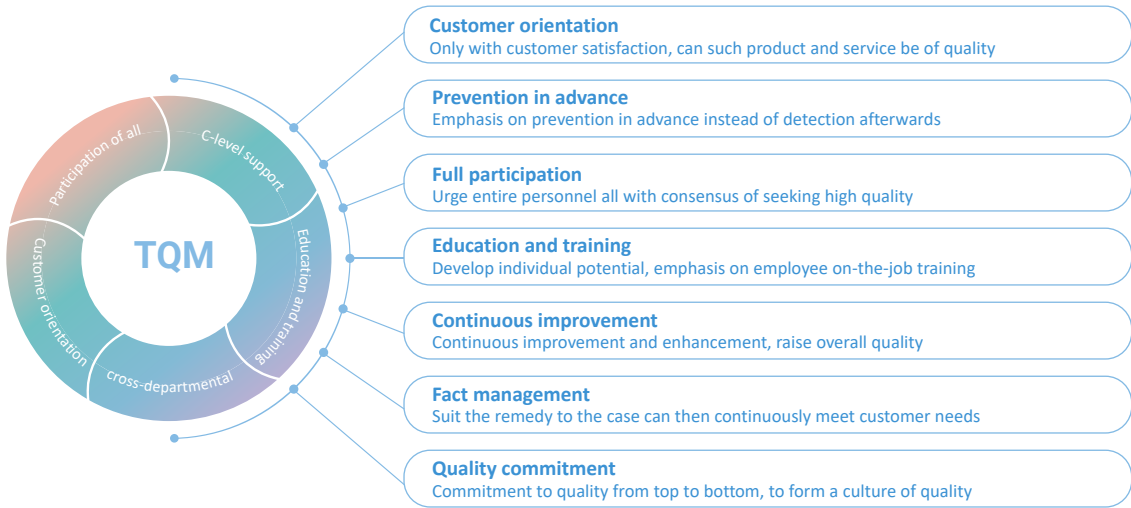 TQM
Participation of all
C-level support
Education and training
cross-departmental
Customer orientation
Customer orientation
Only with customer satisfaction, can such product and service be of quality
Prevention in advance
Emphasis on prevention in advance instead of detection afterwards
Full participation
Urge entire personnel all with consensus of seeking high quality
Education and training
Develop individual potential, emphasis on employee on-the-job training
Continuous improvement
Continuous improvement and enhancement, raise overall quality
Fact management
Suit the remedy to the case can then continuously meet customer needs
Quality commitment
Commitment to quality from top to bottom, to form a culture of quality